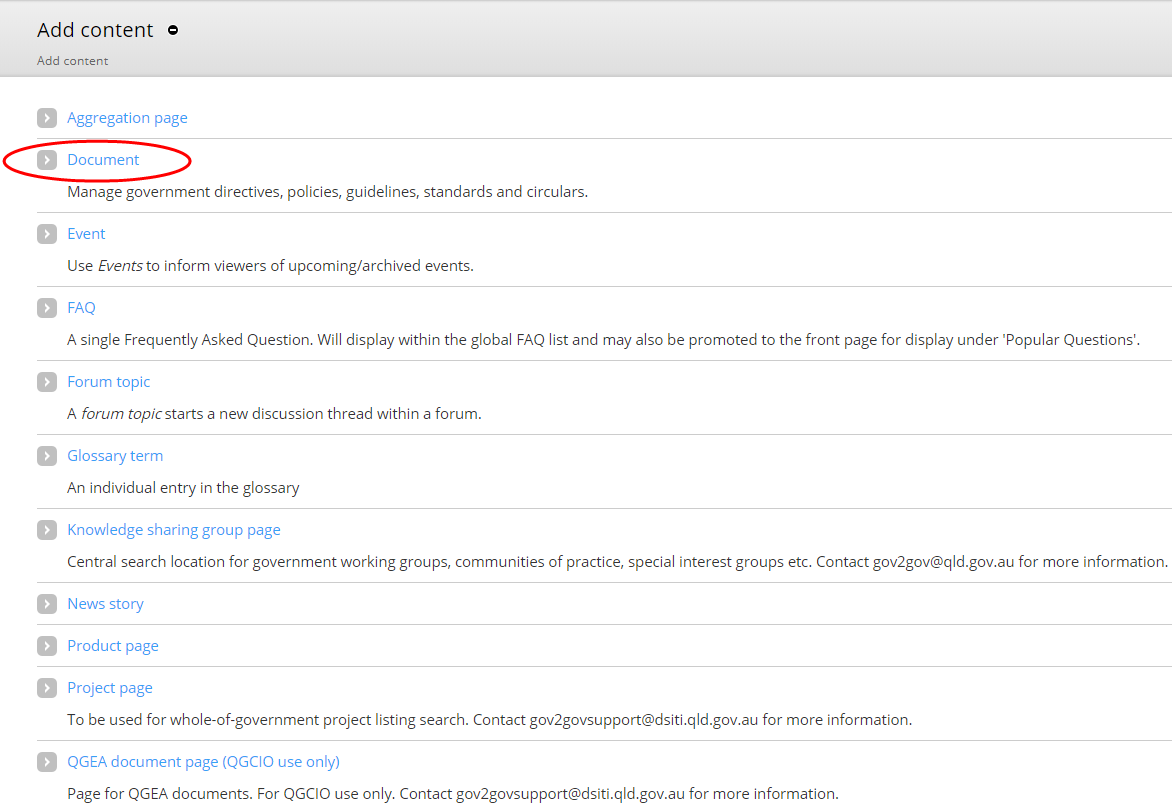 Add content
Add content
Aggregation page
Document
Manage government directives, policies, guidelines, standards and circulars.
Event
Use Events to inform viewers of upcoming/archived events.
FAQ
A single Frequently Asked Question. Will display within the global FAQ list and may also be promoted to the front page for display under 'Popular Questions'.
Forum topic
A forum topic starts a new discussion thread within a forum.
Glossary term
An individual entry in the glossary
Knowledge sharing group page
Central search location for government working groups, communities of practice, special interest groups etc. Contact gov2gov@qld.gov.au for more information.
News story
Product page
Project page
To be used for whole-of-government project listing search. Contact gov2govsupport@dsiti.qld.gov.au for more information.
QGEA document page (QGCIO use only)
Page for QGEA documents. For QGCIO use only. Contact gov2govsupport@dsiti.qld.gov.au for more information.